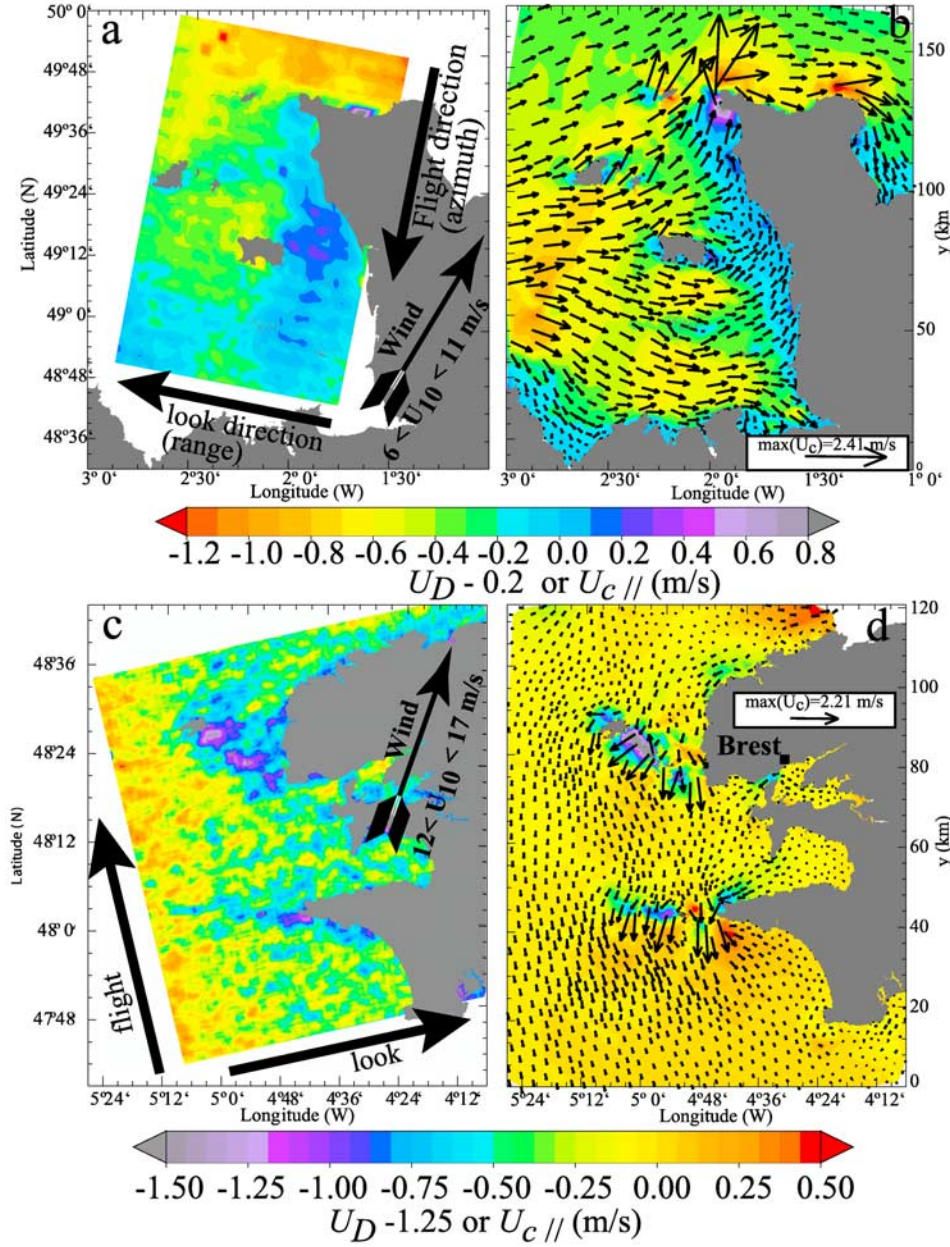 a
50° 0‘
49°48‘
49°36‘
49°24‘
49°12‘
49° 0‘
48°48‘
48°36‘
Latitude (N)
Flight direction
(azimuth)
Wind
6 < U10 < 11 m/s
look direction
(range)
3° 0‘ 2°30‘ 2° 0‘ 1°30‘
Longitude (W)
b
150
100
50
0
y (km)
max(Uc)=2.41 m/s
3° 0‘ 2°30‘ 2° 0‘ 1°30‘
Longitude (W)
-1.2 -1.0 -0.8 -0.6 -0.4 -0.2 0.0 0.2 0.4 0.6 0.8
UD - 0.2 or Uc // (m/s)
c
48°36‘
48°24‘
48°12‘
48° 0‘
47°48‘
Latitude (N)
Wind
12< U10 < 17 m/s
flight
look
5°24‘ 5°12‘ 5° 0‘ 4°48‘ 4°36‘ 4°24‘ 4°12‘
Longitude (W)
d
120
100
80
60
40
20
0
y (km)
max(Uc)=2.21 m/s
Brest
5°24‘ 5°12‘ 5° 0‘ 4°48‘ 4°36‘ 4°24‘ 4°12‘
Longitude (W)
-1.50 -1.25 -1.00 -0.75 -0.50 -0.25 0.00 0.25 0.50
UD -1.25 or Uc // (m/s)